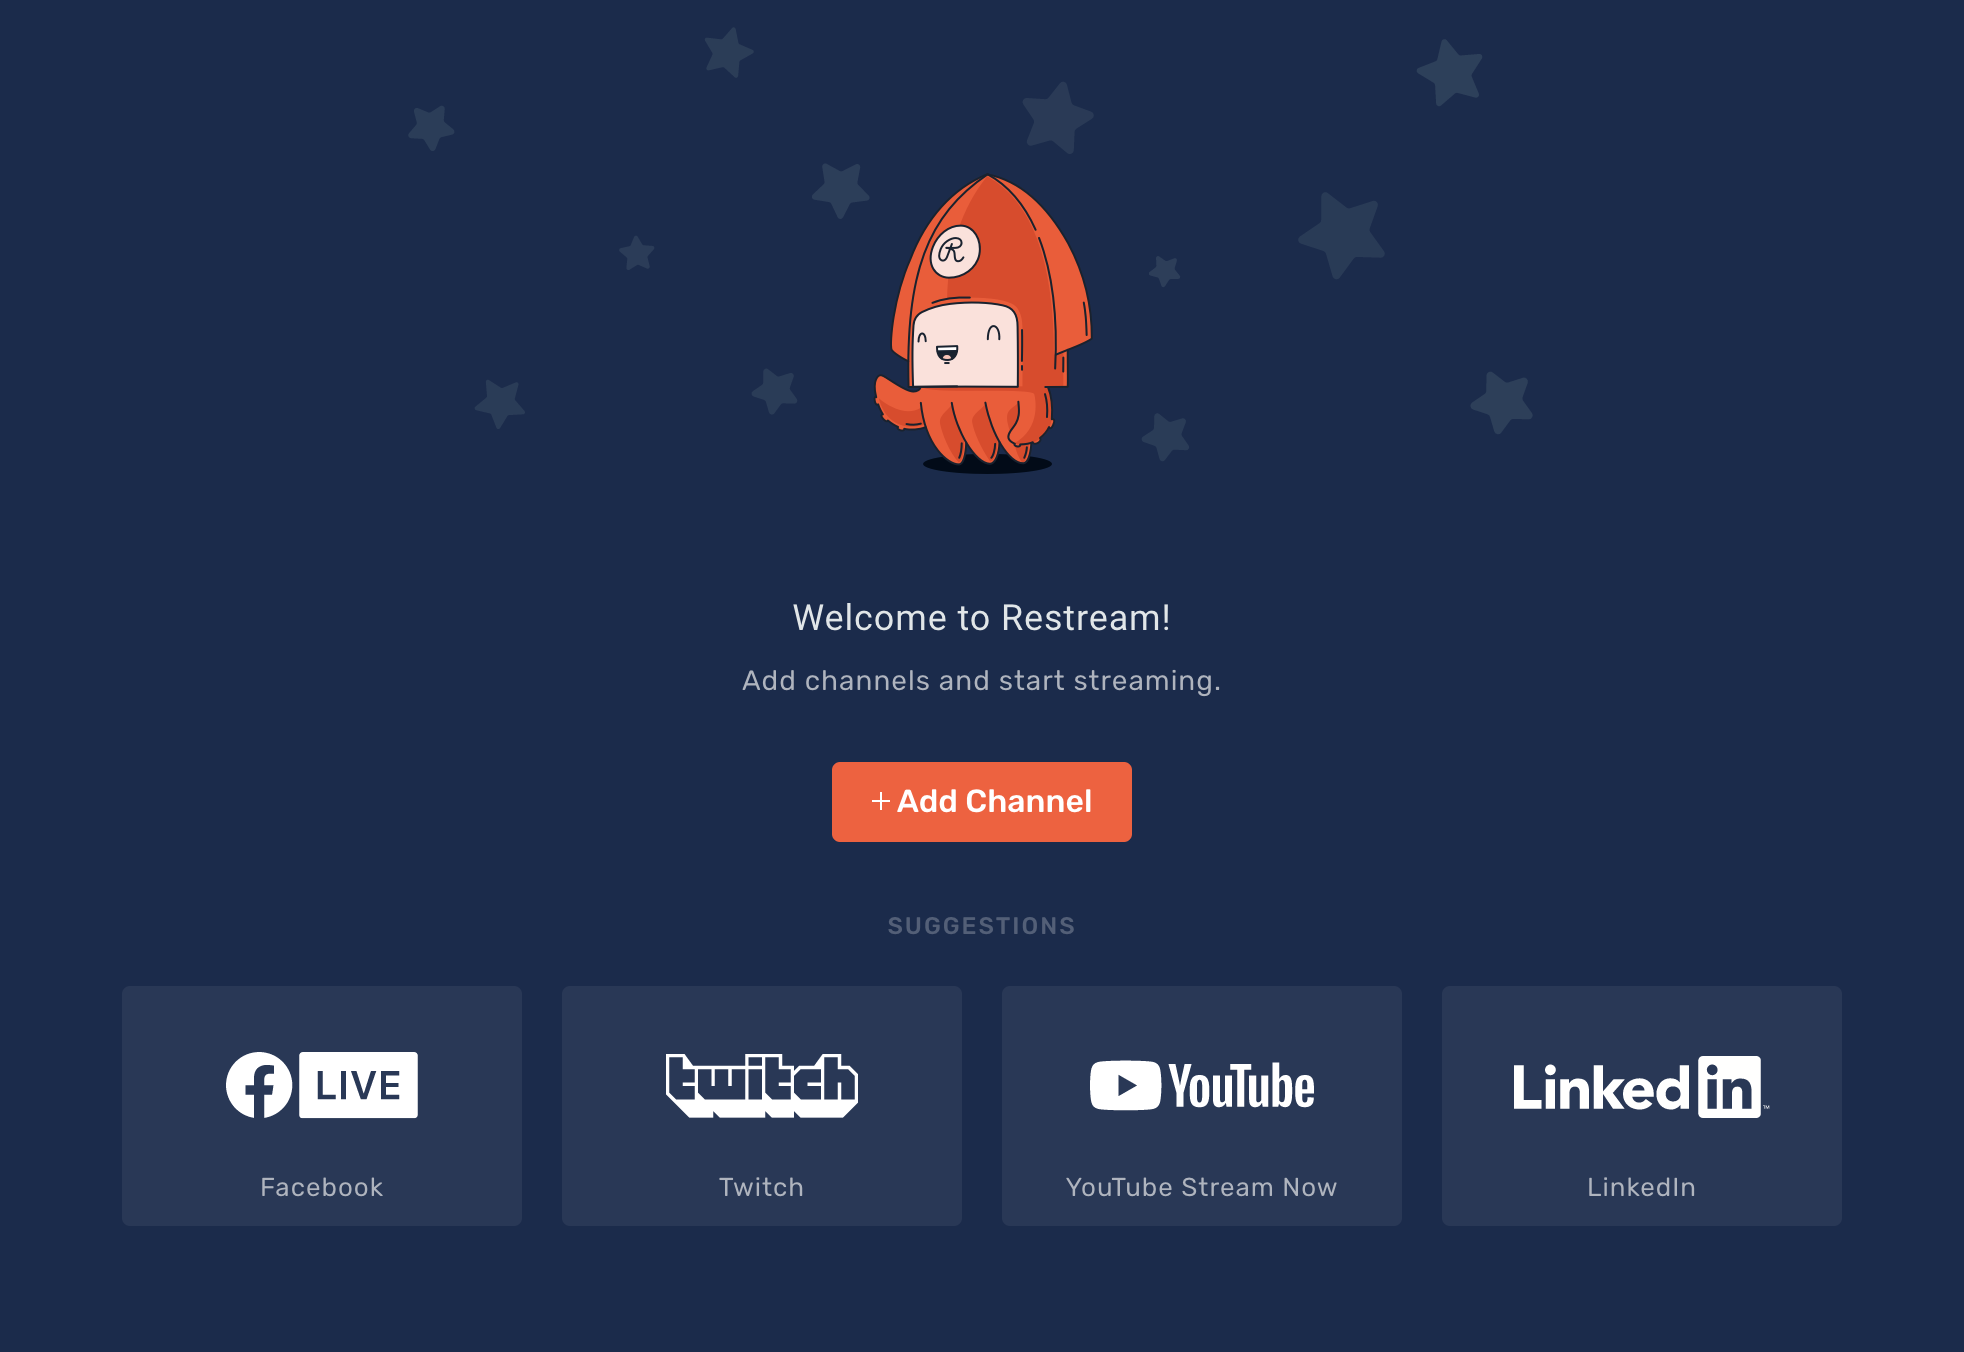 R
Welcome to Restream!
Add channels and start streaming.
+ Add Channel
SUGGESTIONS
f LIVE
twitch
YouTube
Linked in ™
Facebook
Twitch
YouTube Stream Now
LinkedIn